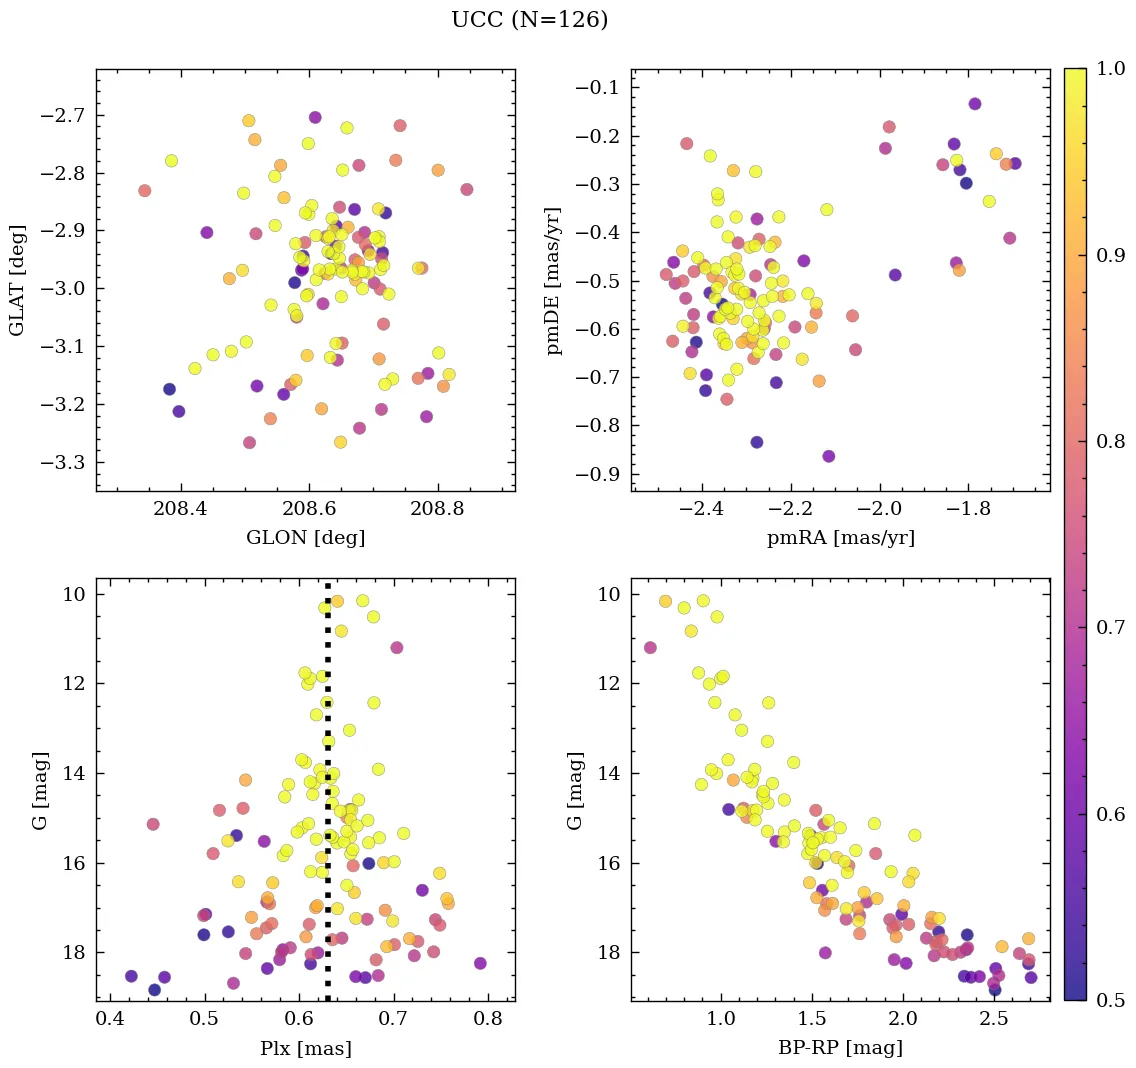 UCC (N=126)
−2.7
−2.8
−2.9
−3.0
−3.1
−3.2
−3.3
GLAT [deg]
208.4 208.6 208.8
GLON [deg]
−0.1
−0.2
−0.3
−0.4
−0.5
−0.6
−0.7
−0.8
−0.9
pmDE [mas/yr]
−2.4 −2.2 −2.0 −1.8
pmRA [mas/yr]
10
12
14
16
18
G [mag]
0.4 0.5 0.6 0.7 0.8
Plx [mas]
10
12
14
16
18
G [mag]
1.0 1.5 2.0 2.5
BP-RP [mag]
1.0
0.9
0.8
0.7
0.6
0.5